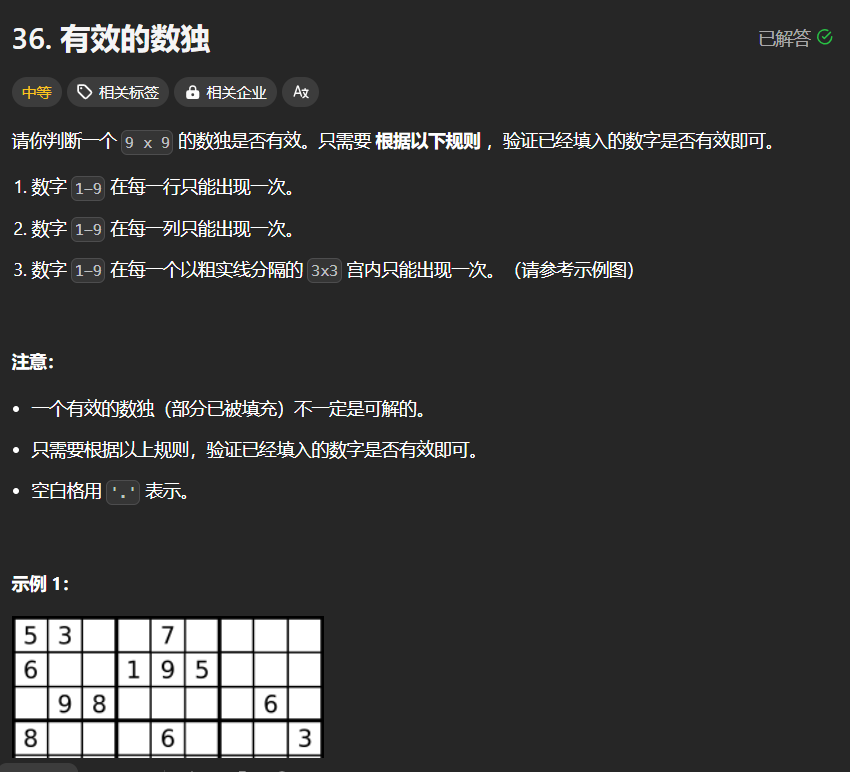 36. 有效的数独
已解答
中等 相关标签 相关企业 Aあ
请你判断一个 9 x 9 的数独是否有效。只需要 根据以下规则 ，验证已经填入的数字是否有效即可。
1. 数字 1-9 在每一行只能出现一次。
2. 数字 1-9 在每一列只能出现一次。
3. 数字 1-9 在每一个以粗实线分隔的 3x3 宫内只能出现一次。（请参考示例图）
注意：
• 一个有效的数独（部分已被填充）不一定是可解的。
• 只需要根据以上规则，验证已经填入的数字是否有效即可。
• 空白格用 '.' 表示。
示例 1：
5 3 7
6 1 9 5
9 8 6
8 6 3